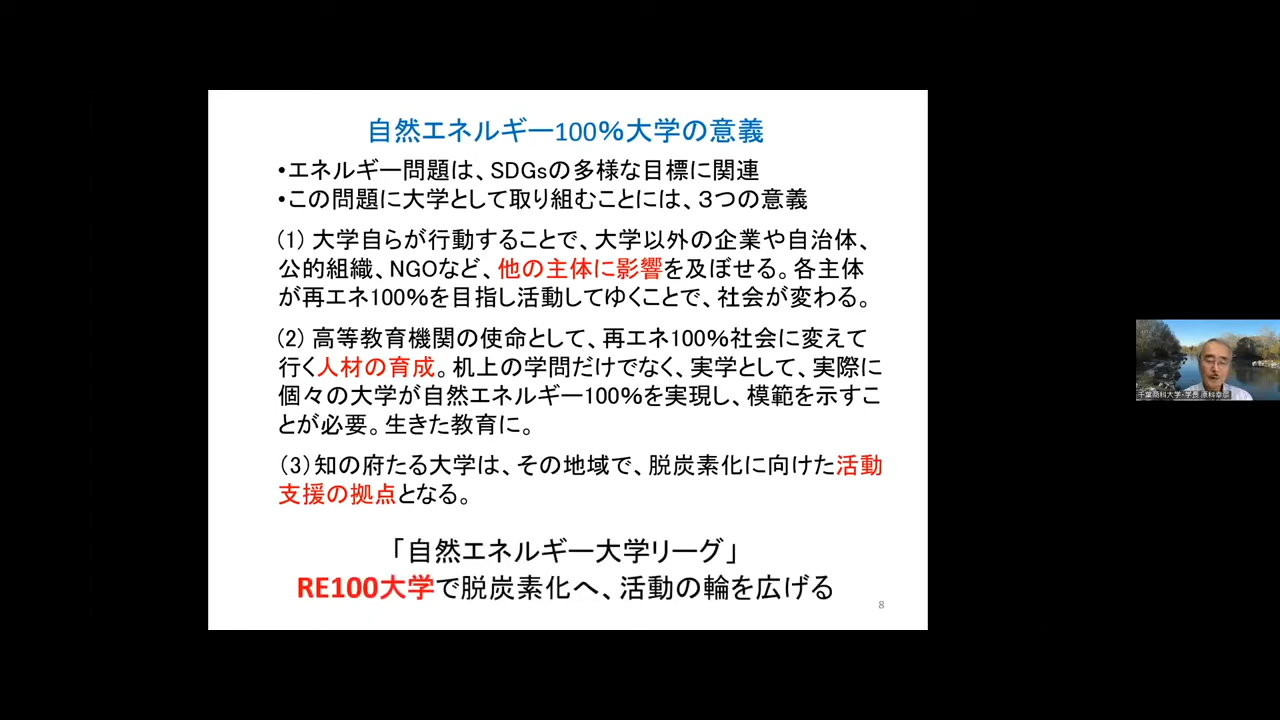 自然エネルギー100%大学の意義
•エネルギー問題は、SDGsの多様な目標に関連
•この問題に大学として取り組むことには、３つの意義
(1) 大学自らが行動することで、大学以外の企業や自治体、
公的組織、NGOなど、他の主体に影響を及ぼせる。各主体
が再エネ100%を目指し活動してゆくことで、社会が変わる。
(2) 高等教育機関の使命として、再エネ100%社会に変えて
行く人材の育成。机上の学問だけでなく、実学として、実際に
個々の大学が自然エネルギー100%を実現し、模範を示すこ
とが必要。生きた教育に。
（3）知の府たる大学は、その地域で、脱炭素化に向けた活動
支援の拠点となる。
「自然エネルギー大学リーグ」
RE100大学で脱炭素化へ、活動の輪を広げる
8
千葉商科大学・学長 原科幸彦